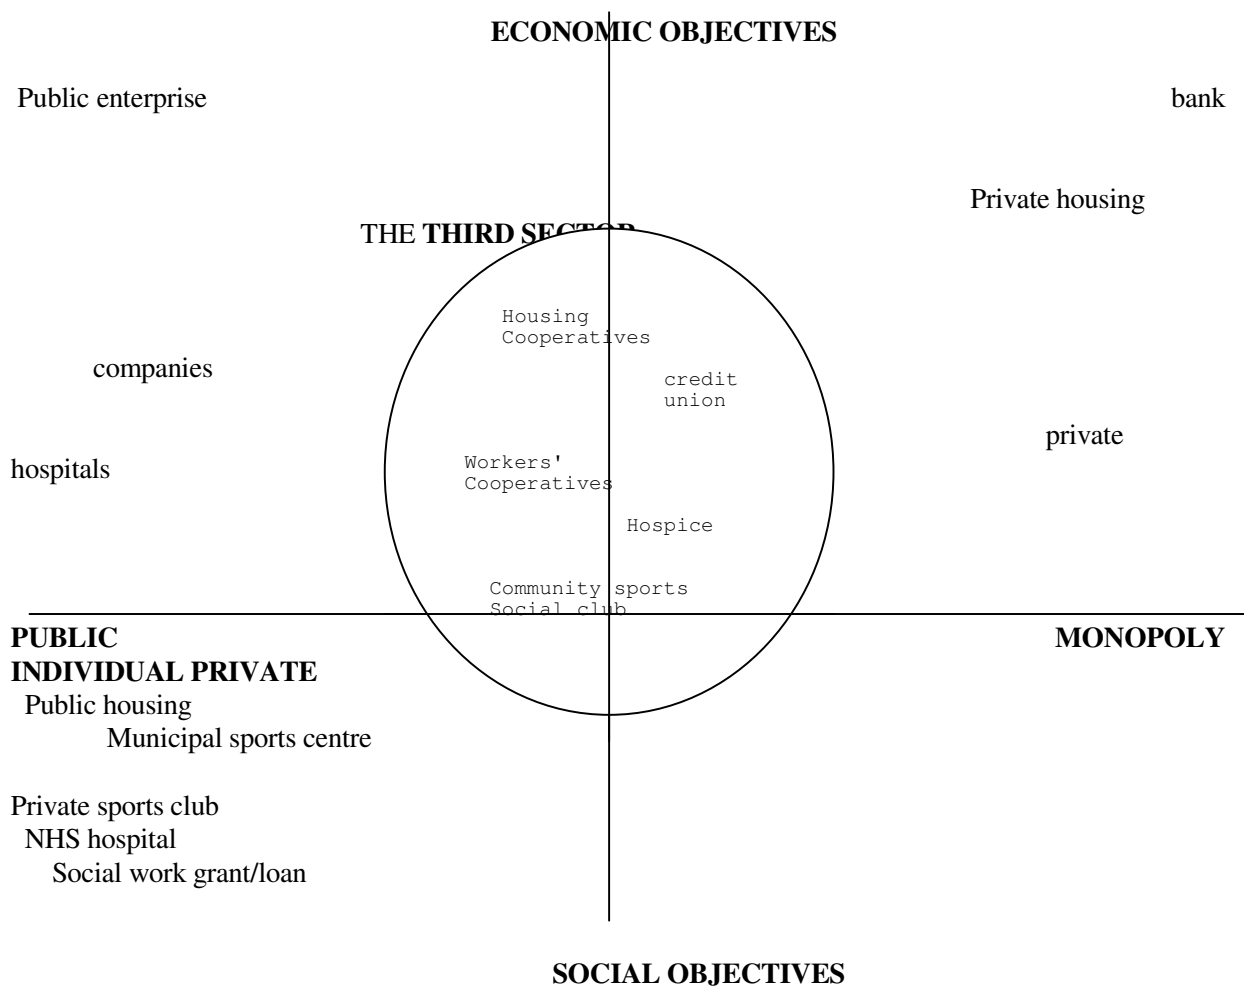 ECONOMIC OBJECTIVES
Public enterprise bank
Private housing
THE THIRD SECTOR
Housing
Cooperatives
companies
credit
union
private
hospitals
Workers'
Cooperatives
Hospice
Community sports
Social club
PUBLIC MONOPOLY
INDIVIDUAL PRIVATE
Public housing
Municipal sports centre
Private sports club
NHS hospital
Social work grant/loan
SOCIAL OBJECTIVES